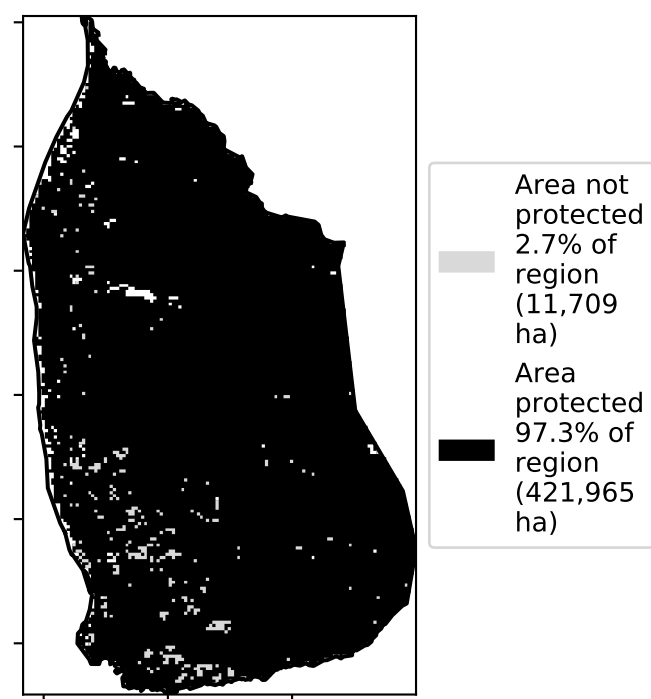 Area not
protected
2.7% of
region
(11,709
ha)
Area
protected
97.3% of
region
(421,965
ha)